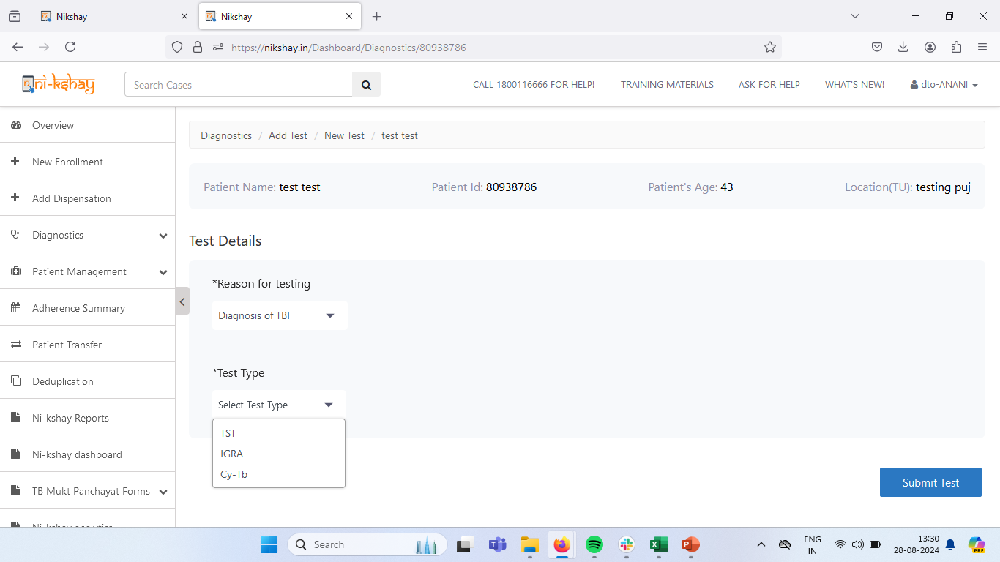 Nikshay
Nikshay
https://nikshay.in/Dashboard/Diagnostics/80938786
ni-kshay
Search Cases
CALL 1800116666 FOR HELP!
TRAINING MATERIALS
ASK FOR HELP
WHAT'S NEW!
dto-ANANI
Overview
New Enrollment
Add Dispensation
Diagnostics
Patient Management
Adherence Summary
Patient Transfer
Deduplication
Ni-kshay Reports
Ni-kshay dashboard
TB Mukt Panchayat Forms
Ni-kshay analytics
Diagnostics / Add Test / New Test / test test
Patient Name: test test
Patient Id: 80938786
Patient's Age: 43
Location(TU): testing puj
Test Details
*Reason for testing
Diagnosis of TBI
*Test Type
Select Test Type
TST
IGRA
Cy-Tb
Submit Test
Search
ENG
IN
13:30
28-08-2024
PRE